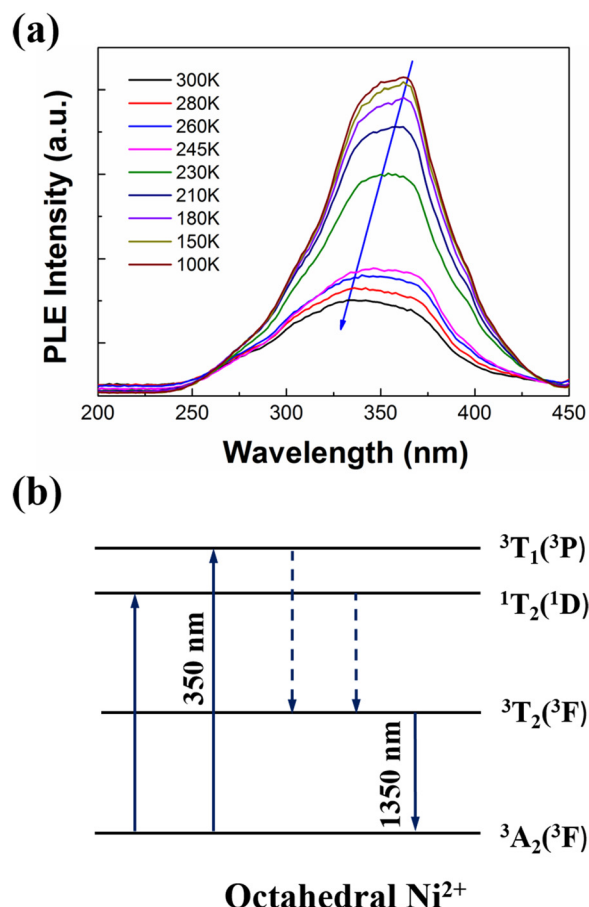 (a)
PLE Intensity (a.u.)
300K
280K
260K
245K
230K
210K
180K
150K
100K
200 250 300 350 400 450
Wavelength (nm)
(b)
³T₁(³P)
¹T₂(¹D)
350 nm
³T₂(³F)
1350 nm
³A₂(³F)
Octahedral Ni²⁺